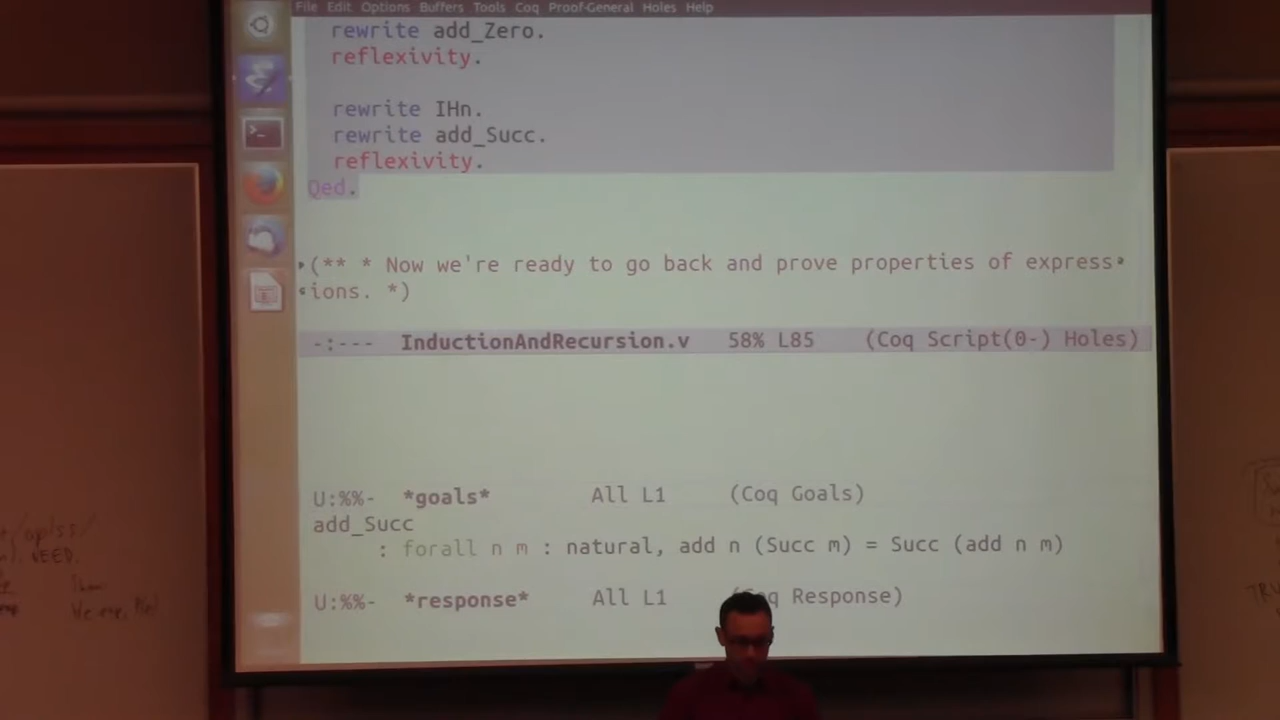 File Edit Options Buffers Tools Coq Proof-General Holes Help
rewrite add_Zero.
reflexivity.
rewrite IHn.
rewrite add_Succ.
reflexivity.
Qed.
(** * Now we're ready to go back and prove properties of express
ions. *)
-:--- InductionAndRecursion.v 58% L85 (Coq Script(0-) Holes)
U:%%- *goals* All L1 (Coq Goals)
add_Succ
: forall n m : natural, add n (Succ m) = Succ (add n m)
U:%%- *response* All L1 (Coq Response)